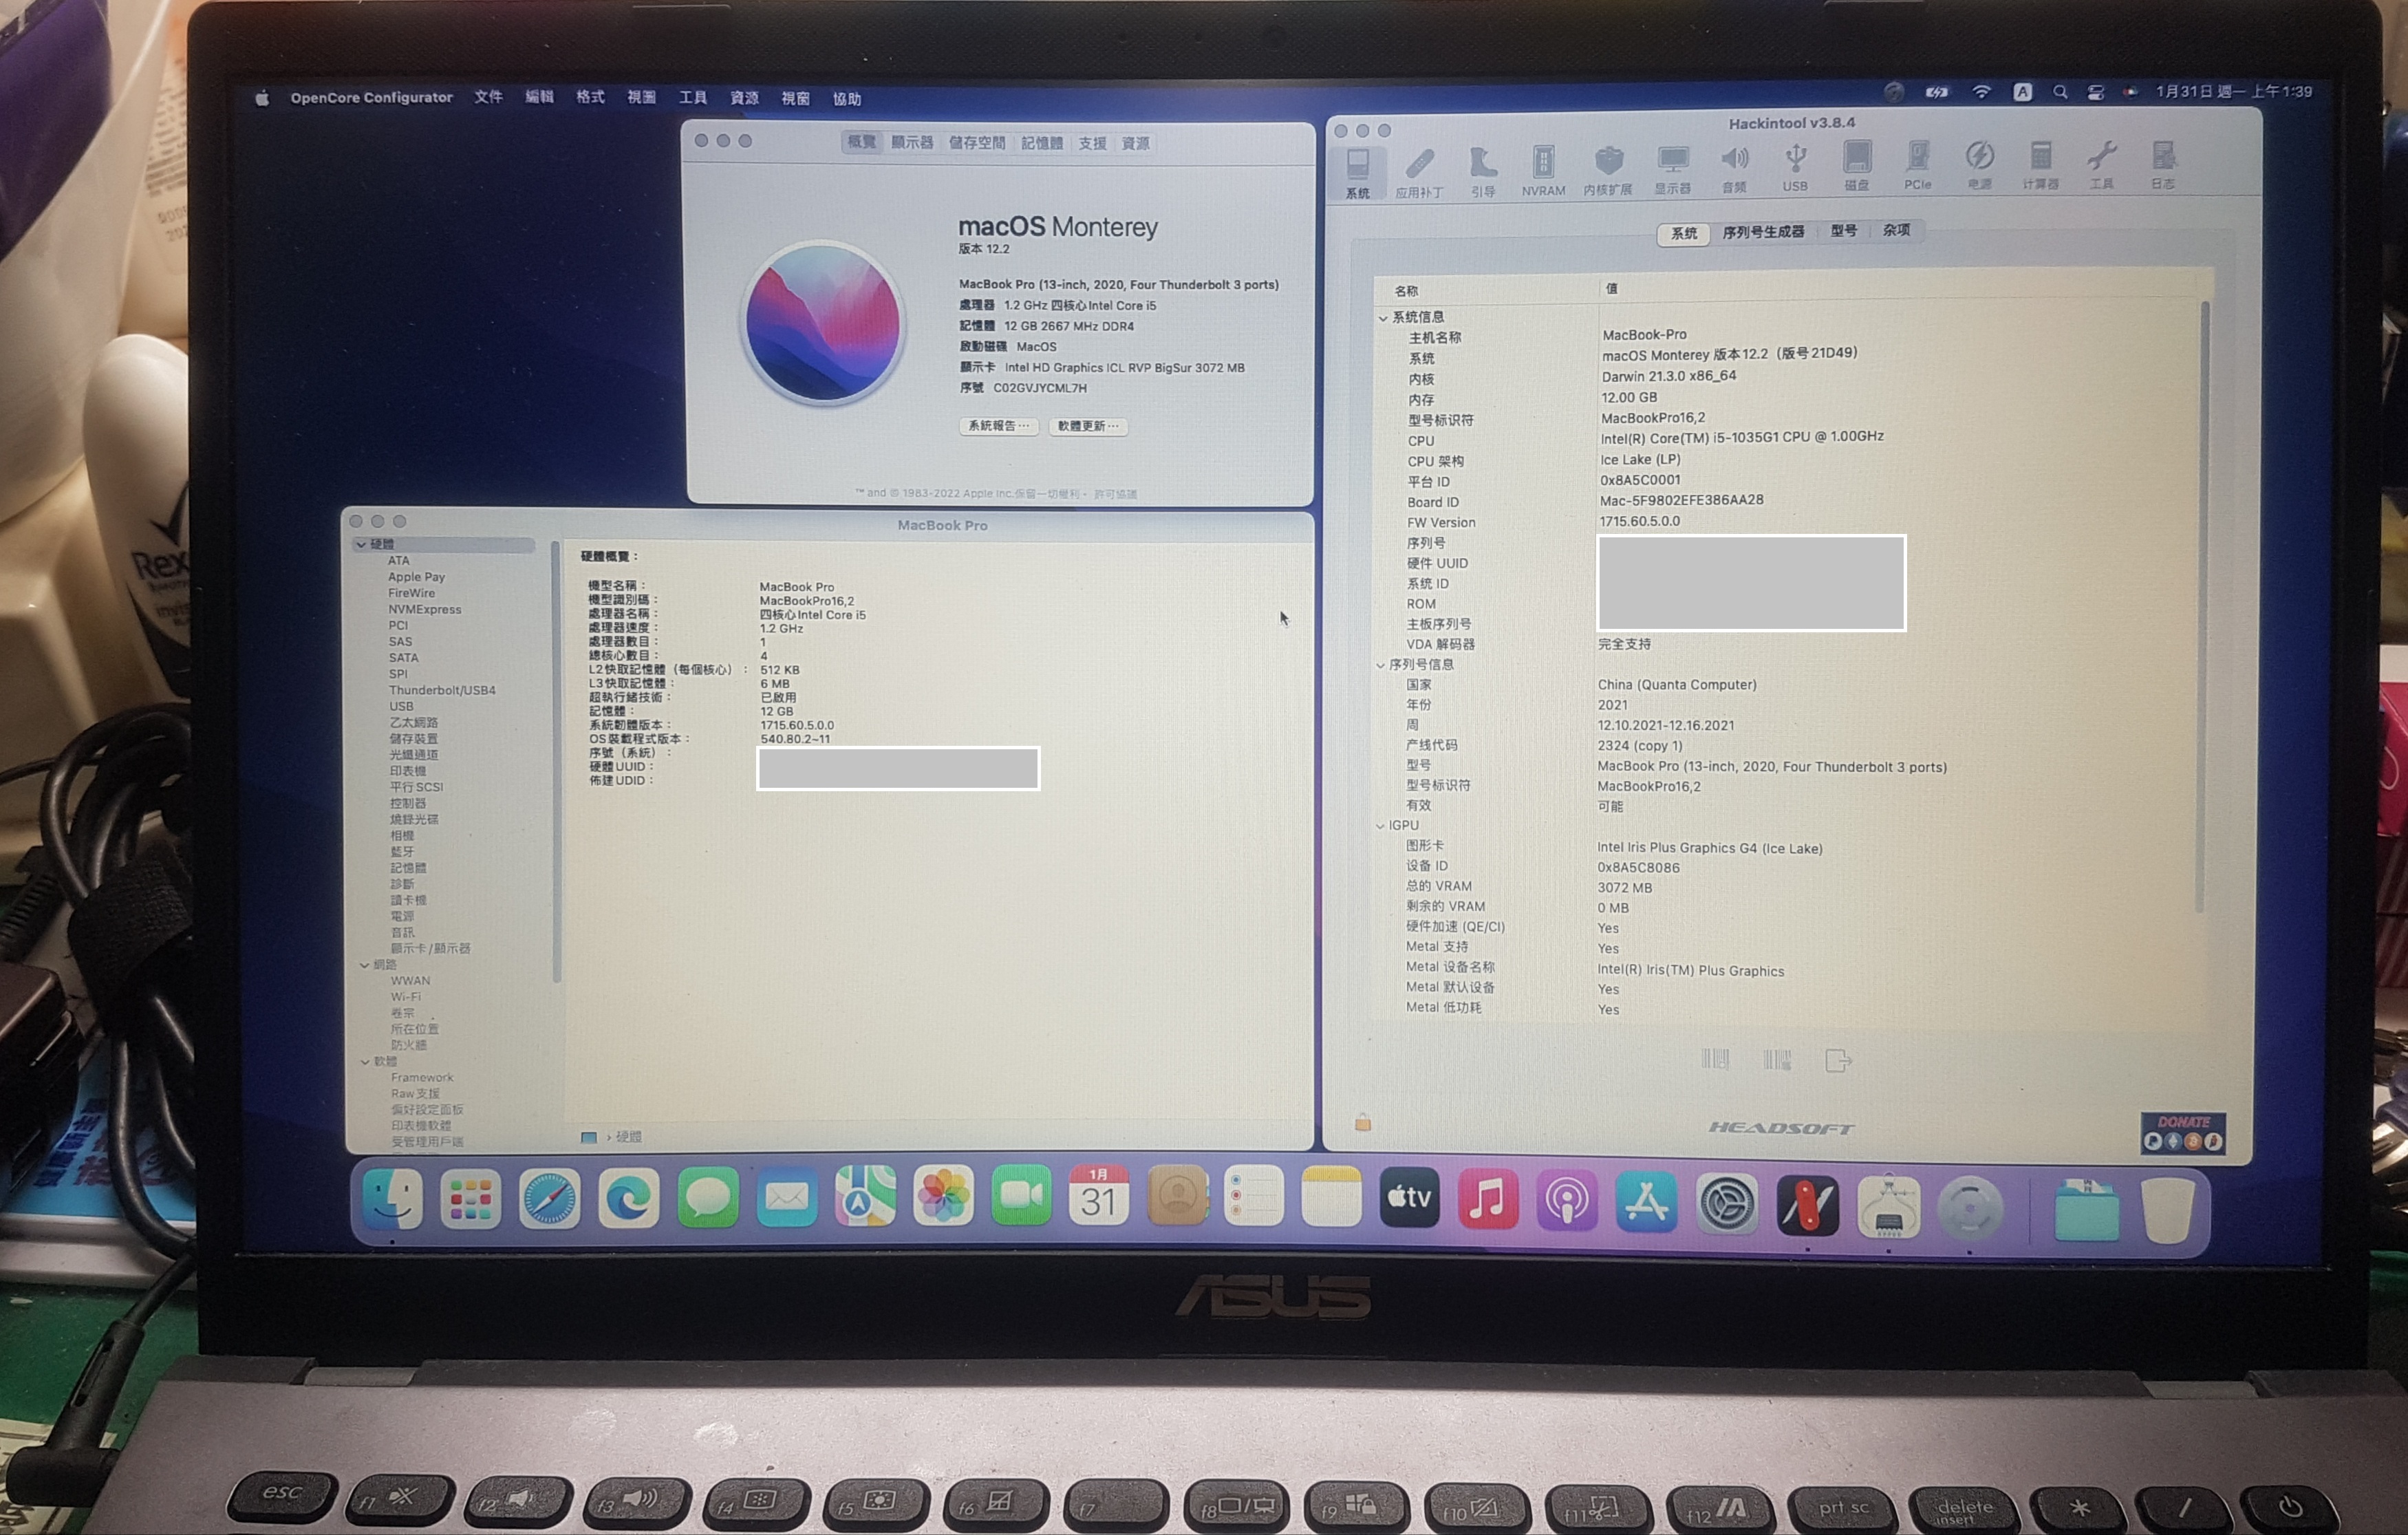 OpenCore Configurator 文件 編輯 格式 視圖 工具 資源 視窗 協助
A 1月31日 週一 上午1:39
概覽 顯示器 儲存空間 記憶體 支援 資源
macOS Monterey
版本 12.2
MacBook Pro (13-inch, 2020, Four Thunderbolt 3 ports)
處理器 1.2 GHz 四核心Intel Core i5
記憶體 12 GB 2667 MHz DDR4
啟動磁碟 MacOS
顯示卡 Intel HD Graphics ICL RVP BigSur 3072 MB
序號 C02GVJYCML7H
系統報告⋯ 軟體更新⋯
™ and © 1983-2022 Apple Inc.保留一切權利。 許可協議
MacBook Pro
硬體
ATA
Apple Pay
FireWire
NVMExpress
PCI
SAS
SATA
SPI
Thunderbolt/USB4
USB
乙太網路
儲存裝置
光纖通道
印表機
平行SCSI
控制器
燒錄光碟
相機
藍牙
記憶體
診斷
讀卡機
電源
音訊
顯示卡/顯示器
網路
WWAN
Wi-Fi
卷宗
所在位置
防火牆
軟體
Framework
Raw支援
偏好設定面板
印表機軟體
受管理用戶端
硬體概覽：
機型名稱： MacBook Pro
機型識別碼： MacBookPro16,2
處理器名稱： 四核心Intel Core i5
處理器速度： 1.2 GHz
處理器數目： 1
總核心數目： 4
L2快取記憶體（每個核心）： 512 KB
L3快取記憶體： 6 MB
超執行緒技術： 已啟用
記憶體： 12 GB
系統韌體版本： 1715.60.5.0.0
OS裝載程式版本： 540.80.2~11
序號（系統）：
硬體UUID：
佈建UDID：
› 硬體
Hackintool v3.8.4
系统 应用补丁 引导 NVRAM 内核扩展 显示器 音频 USB 磁盘 PCIe 电源 计算器 工具 日志
系统 序列号生成器 型号 杂项
名称 值
系统信息
主机名称 MacBook-Pro
系统 macOS Monterey 版本12.2（版号21D49）
内核 Darwin 21.3.0 x86_64
内存 12.00 GB
型号标识符 MacBookPro16,2
CPU Intel(R) Core(TM) i5-1035G1 CPU @ 1.00GHz
CPU 架构 Ice Lake (LP)
平台 ID 0x8A5C0001
Board ID Mac-5F9802EFE386AA28
FW Version 1715.60.5.0.0
序列号
硬件 UUID
系统 ID
ROM
主板序列号
VDA 解码器 完全支持
序列号信息
国家 China (Quanta Computer)
年份 2021
周 12.10.2021-12.16.2021
产线代码 2324 (copy 1)
型号 MacBook Pro (13-inch, 2020, Four Thunderbolt 3 ports)
型号标识符 MacBookPro16,2
有效 可能
IGPU
图形卡 Intel Iris Plus Graphics G4 (Ice Lake)
设备 ID 0x8A5C8086
总的 VRAM 3072 MB
剩余的 VRAM 0 MB
硬件加速 (QE/CI) Yes
Metal 支持 Yes
Metal 设备名称 Intel(R) Iris(TM) Plus Graphics
Metal 默认设备 Yes
Metal 低功耗 Yes
HEADSOFT
DONATE
1月
31
tv
ASUS
esc f1 f2 f3 f4 f5 f6 f7 f8 f9 f10 f11 f12 prt sc delete insert * /
Rex